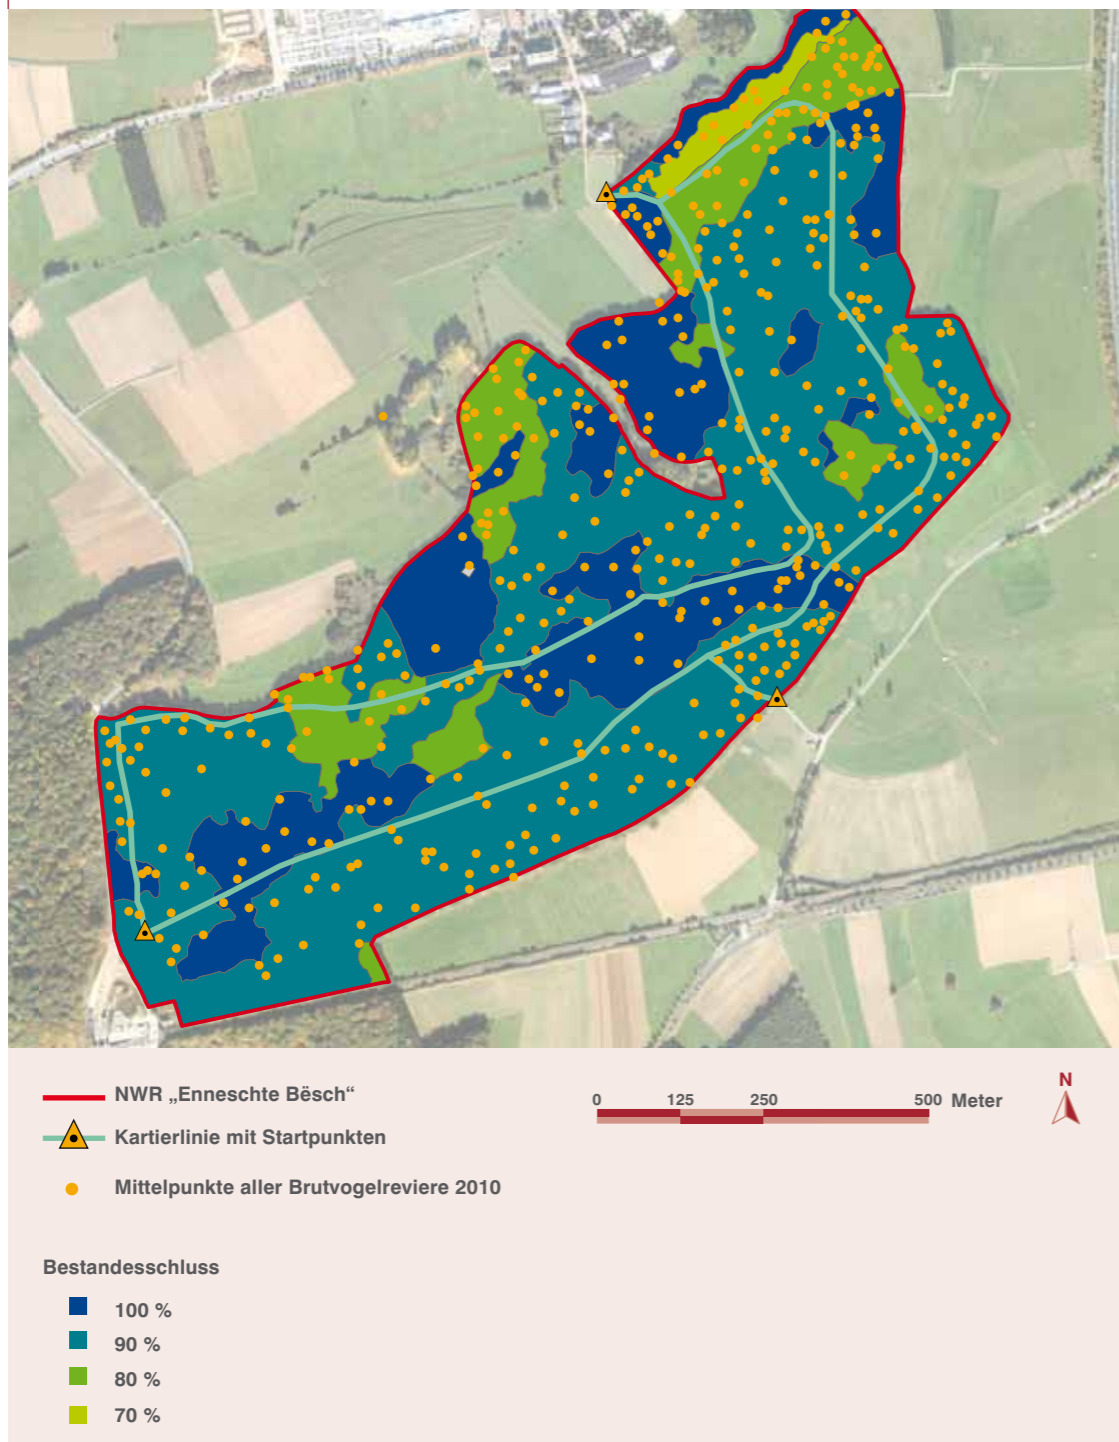 NWR „Enneschte Bësch“
Kartierlinie mit Startpunkten
Mittelpunkte aller Brutvogelreviere 2010
0 125 250 500 Meter
N
Bestandesschluss
100 %
90 %
80 %
70 %